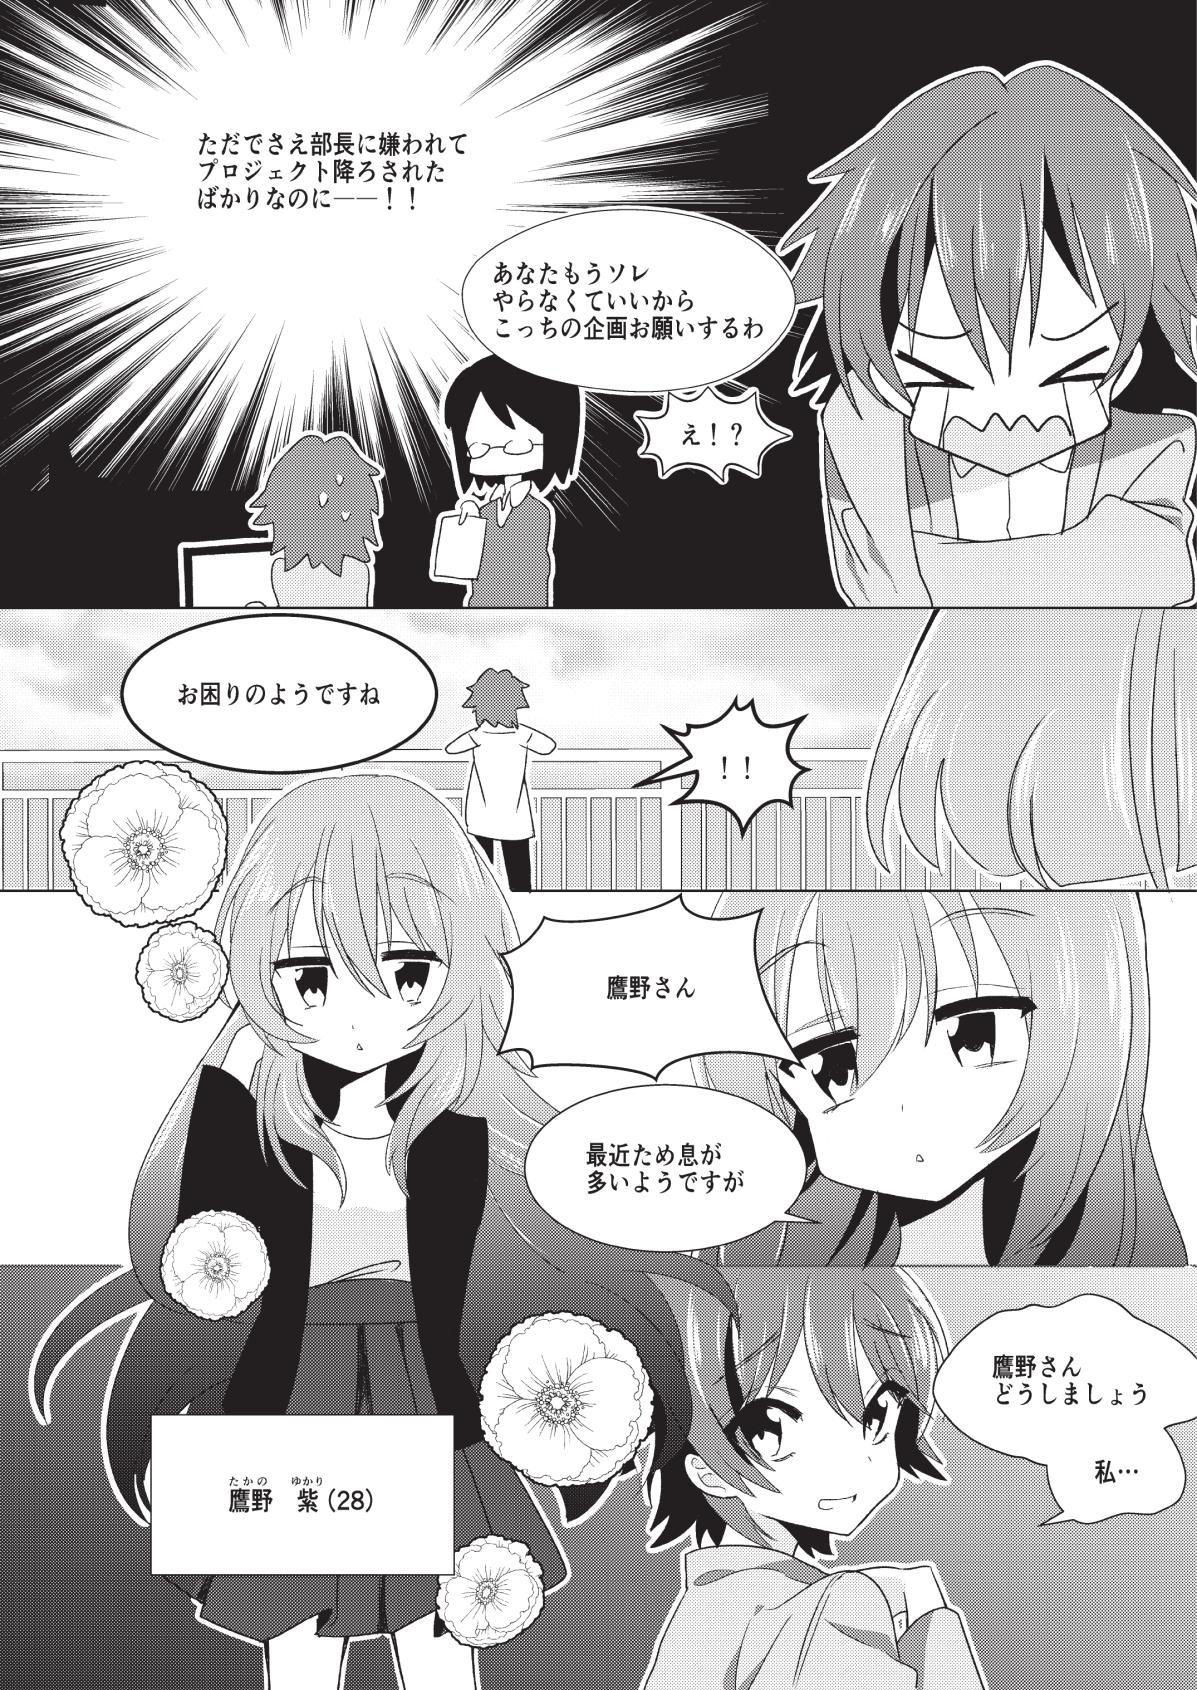 ただでさえ部長に嫌われて
プロジェクト降ろされた
ばかりなのに――！！
あなたもうソレ
やらなくていいから
こっちの企画お願いするわ
え！？
お困りのようですね
！！
鷹野さん
最近ため息が
多いようですが
たかの ゆかり
鷹野 紫(28)
鷹野さん
どうしましょう
私…